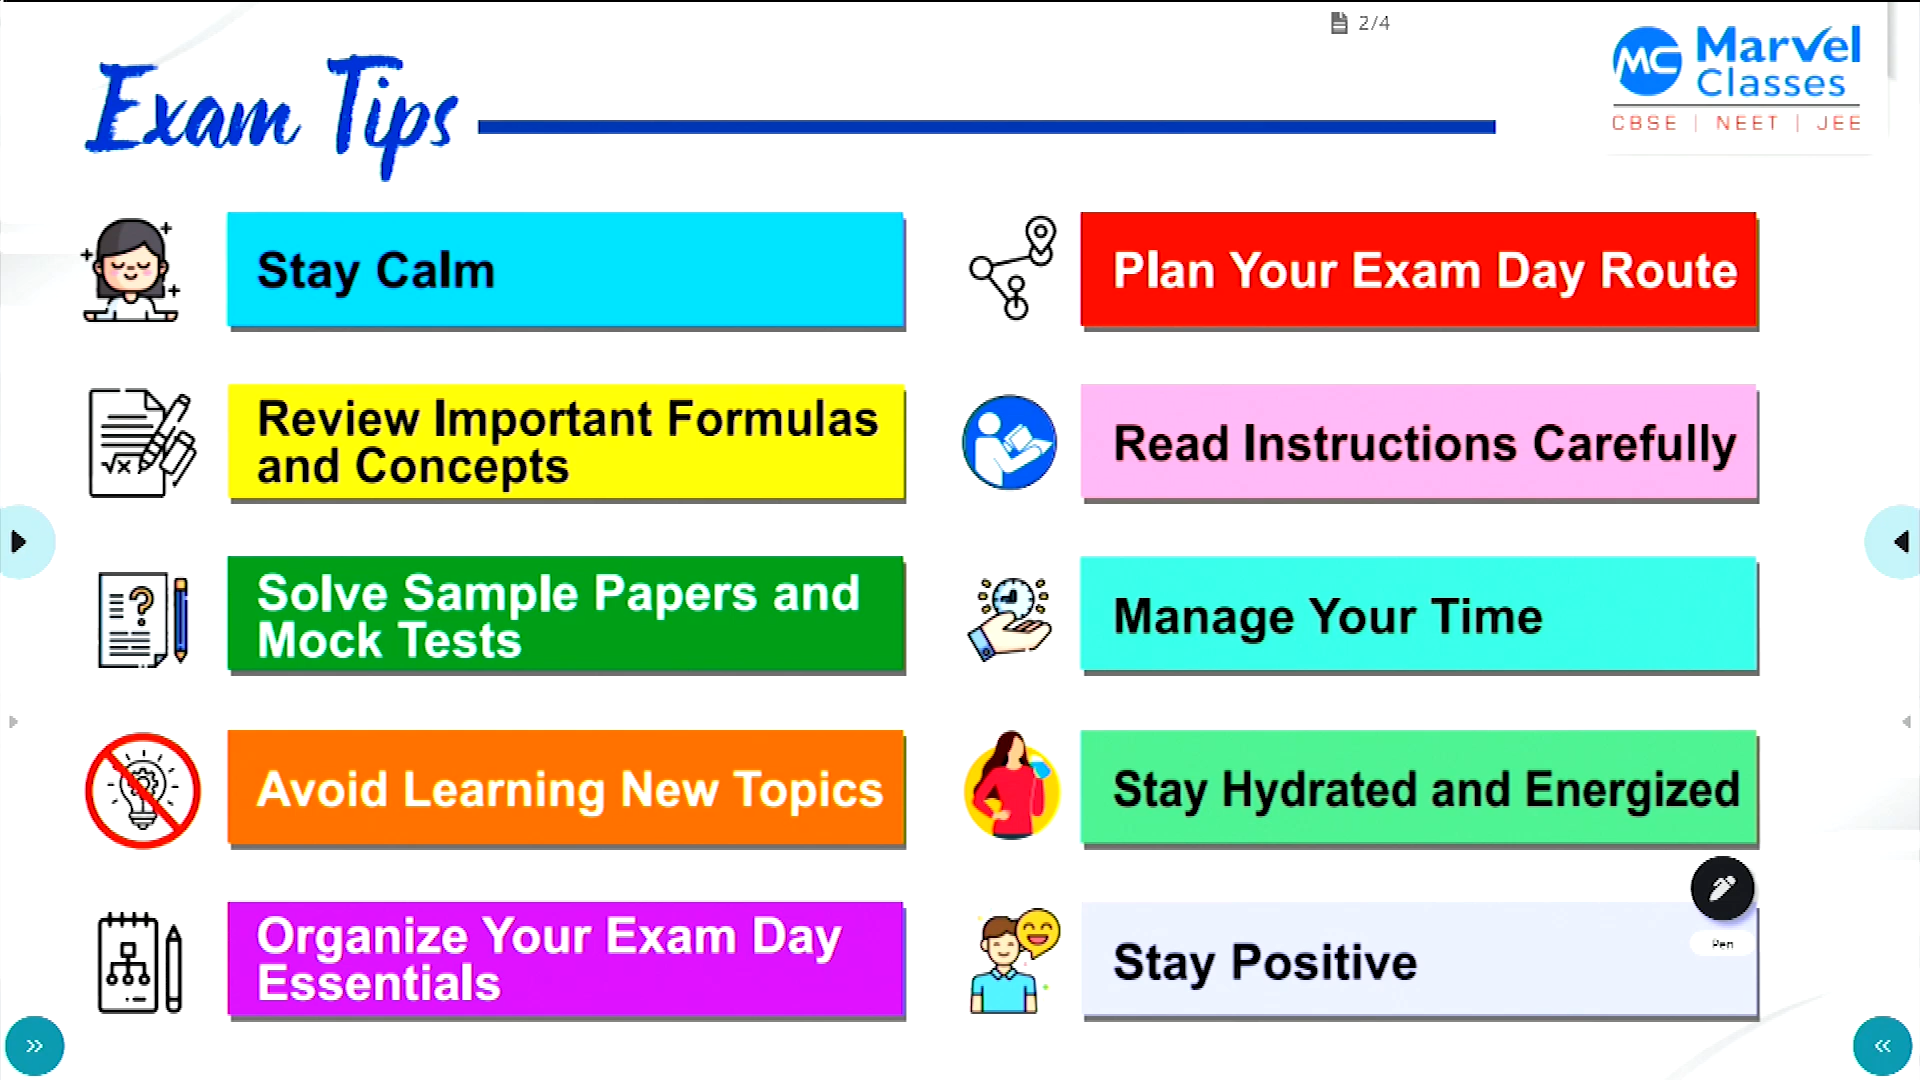 2/4
Exam Tips
MC Marvel
Classes
CBSE | NEET | JEE
Stay Calm
Review Important Formulas
and Concepts
Solve Sample Papers and
Mock Tests
Avoid Learning New Topics
Organize Your Exam Day
Essentials
Plan Your Exam Day Route
Read Instructions Carefully
Manage Your Time
Stay Hydrated and Energized
Stay Positive
Pen